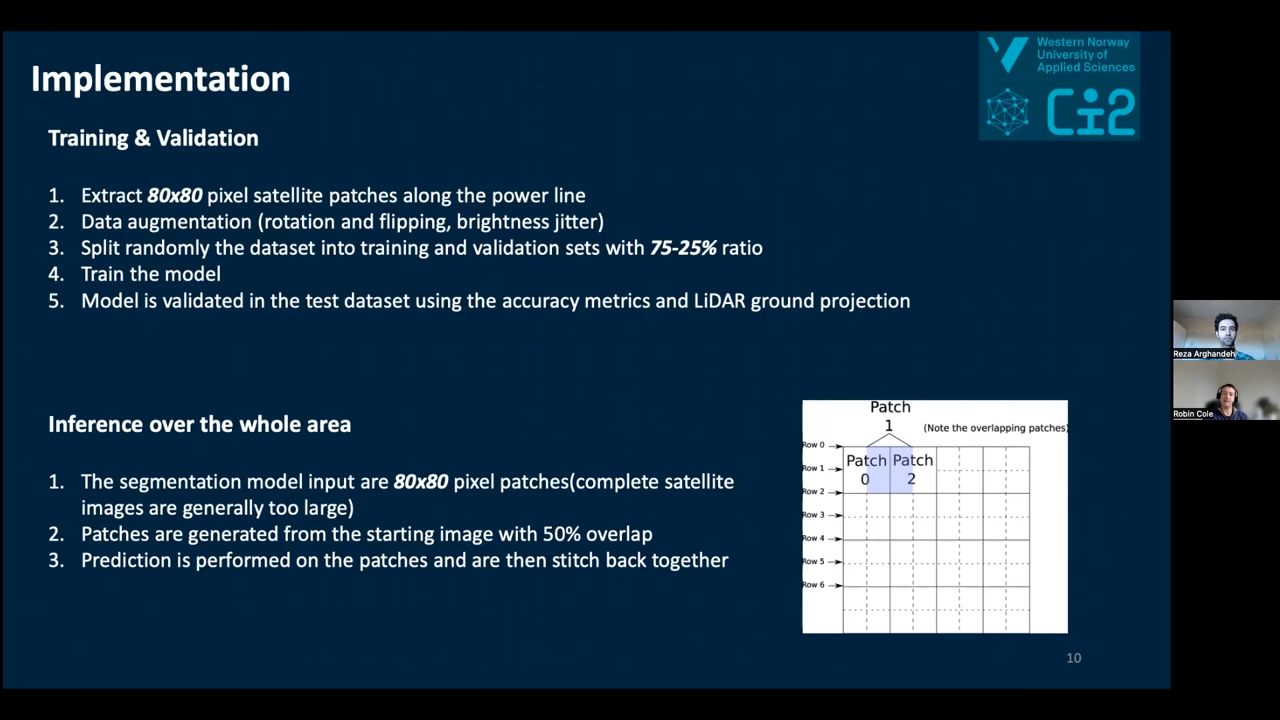 Implementation
Western Norway
University of
Applied Sciences
Ci2
Training & Validation
1. Extract 80x80 pixel satellite patches along the power line
2. Data augmentation (rotation and flipping, brightness jitter)
3. Split randomly the dataset into training and validation sets with 75-25% ratio
4. Train the model
5. Model is validated in the test dataset using the accuracy metrics and LiDAR ground projection
Inference over the whole area
1. The segmentation model input are 80x80 pixel patches(complete satellite
images are generally too large)
2. Patches are generated from the starting image with 50% overlap
3. Prediction is performed on the patches and are then stitch back together
Patch
1
(Note the overlapping patches)
Row 0
Row 1
Row 2
Row 3
Row 4
Row 5
Row 6
Patch
0
Patch
2
10
Reza Arghandeh
Robin Cole